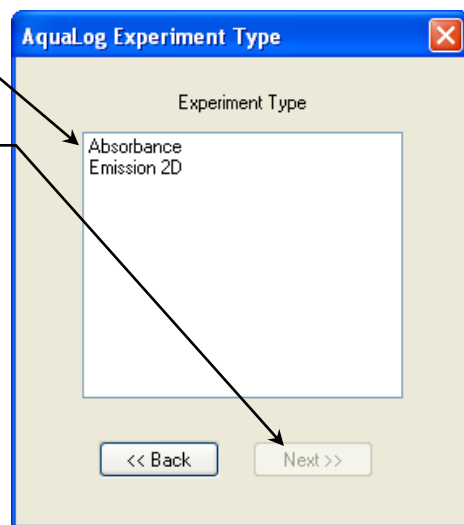 AquaLog Experiment Type
Experiment Type
Absorbance
Emission 2D
<< Back
Next >>